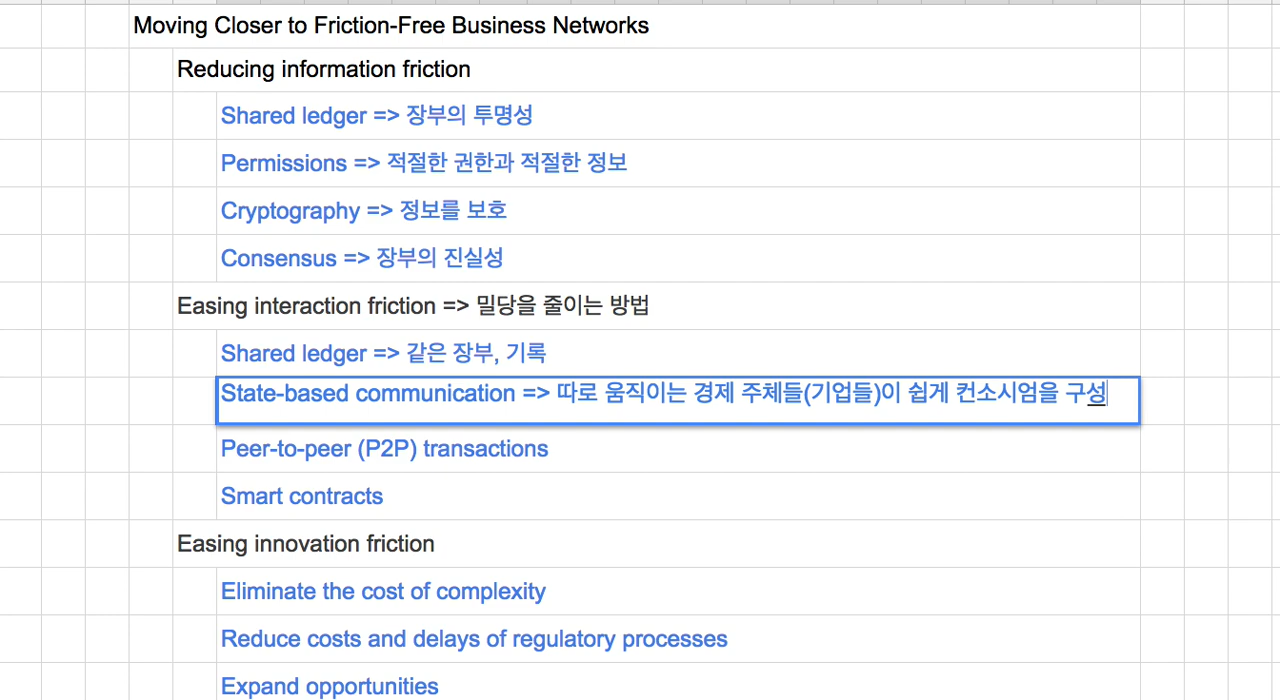 Moving Closer to Friction-Free Business Networks
Reducing information friction
Shared ledger => 장부의 투명성
Permissions => 적절한 권한과 적절한 정보
Cryptography => 정보를 보호
Consensus => 장부의 진실성
Easing interaction friction => 밀당을 줄이는 방법
Shared ledger => 같은 장부, 기록
State-based communication => 따로 움직이는 경제 주체들(기업들)이 쉽게 컨소시엄을 구성
Peer-to-peer (P2P) transactions
Smart contracts
Easing innovation friction
Eliminate the cost of complexity
Reduce costs and delays of regulatory processes
Expand opportunities